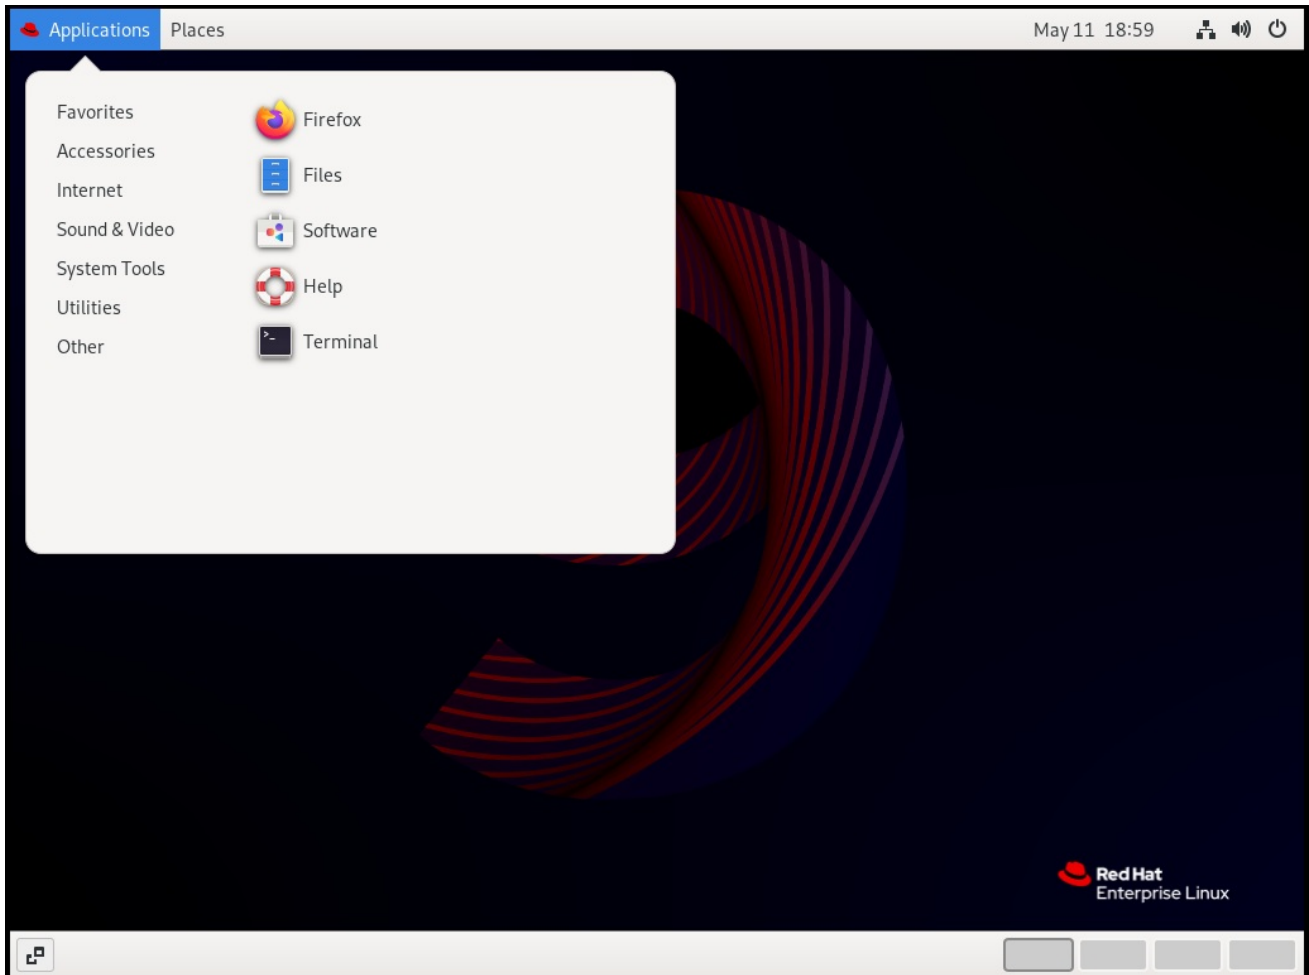 Applications Places May 11 18:59
Favorites
Accessories
Internet
Sound & Video
System Tools
Utilities
Other
Firefox
Files
Software
Help
Terminal
Red Hat
Enterprise Linux